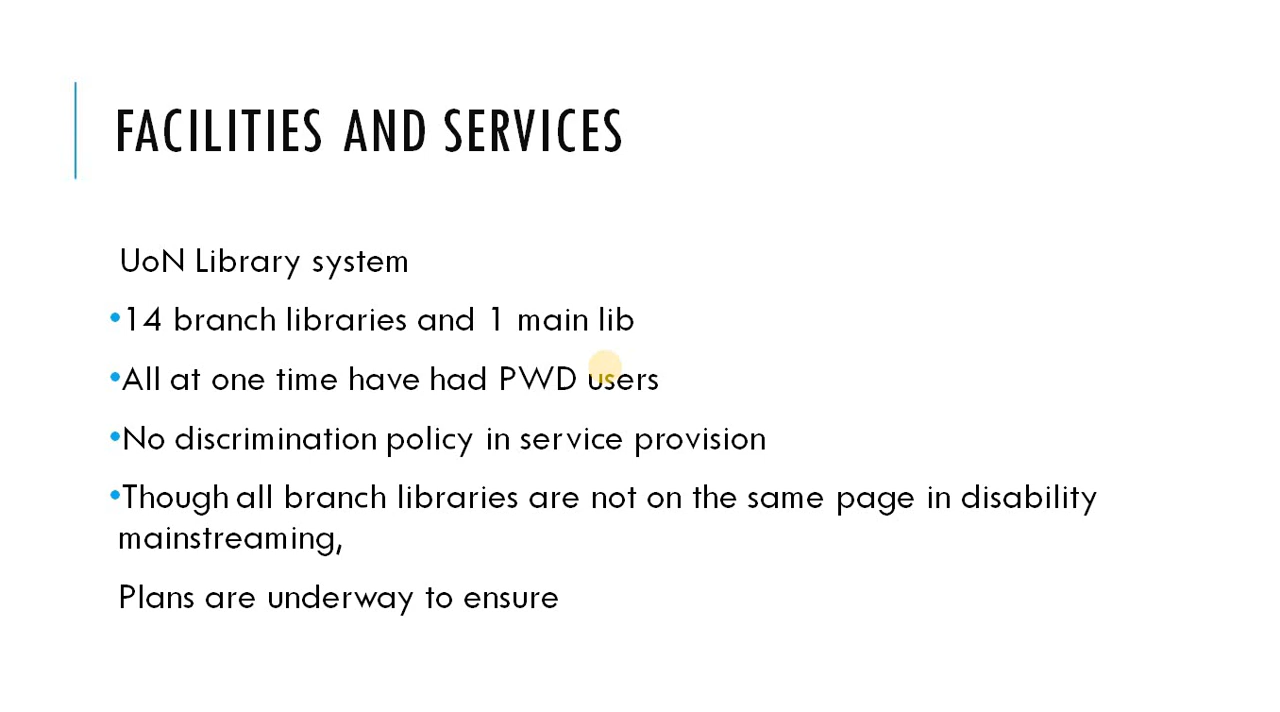 FACILITIES AND SERVICES
UoN Library system
•14 branch libraries and 1 main lib
•All at one time have had PWD users
•No discrimination policy in service provision
•Though all branch libraries are not on the same page in disability
mainstreaming,
Plans are underway to ensure